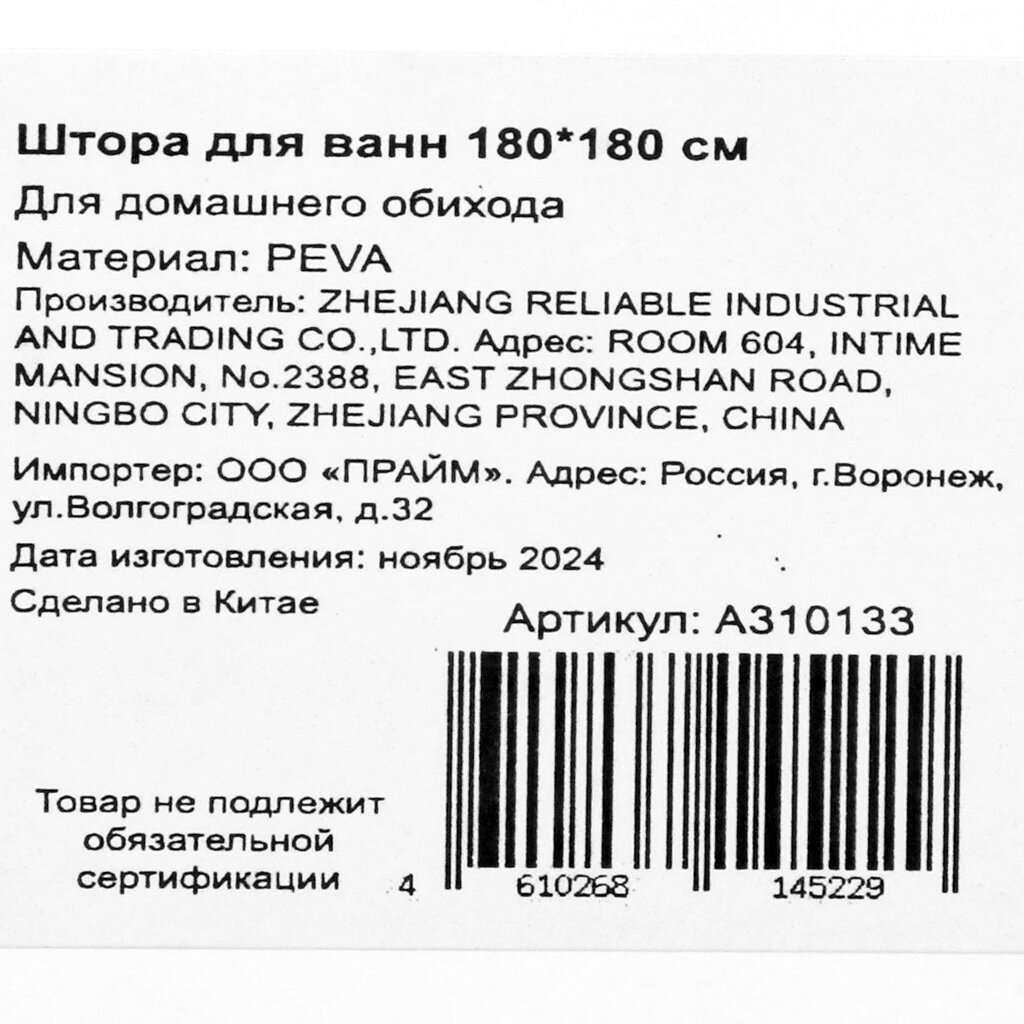 Штора для ванн 180*180 см
Для домашнего обихода
Материал: PEVA
Производитель: ZHEJIANG RELIABLE INDUSTRIAL
AND TRADING CO.,LTD. Адрес: ROOM 604, INTIME
MANSION, No.2388, EAST ZHONGSHAN ROAD,
NINGBO CITY, ZHEJIANG PROVINCE, CHINA
Импортер: ООО «ПРАЙМ». Адрес: Россия, г.Воронеж,
ул.Волгоградская, д.32
Дата изготовления: ноябрь 2024
Сделано в Китае
Артикул: A310133
Товар не подлежит
обязательной
сертификации
4 610268 145229